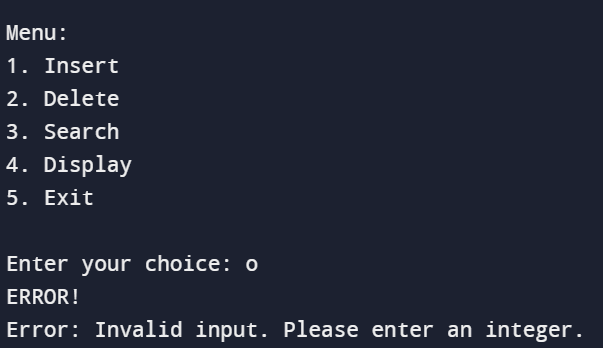 Menu:
1. Insert
2. Delete
3. Search
4. Display
5. Exit
Enter your choice: o
ERROR!
Error: Invalid input. Please enter an integer.